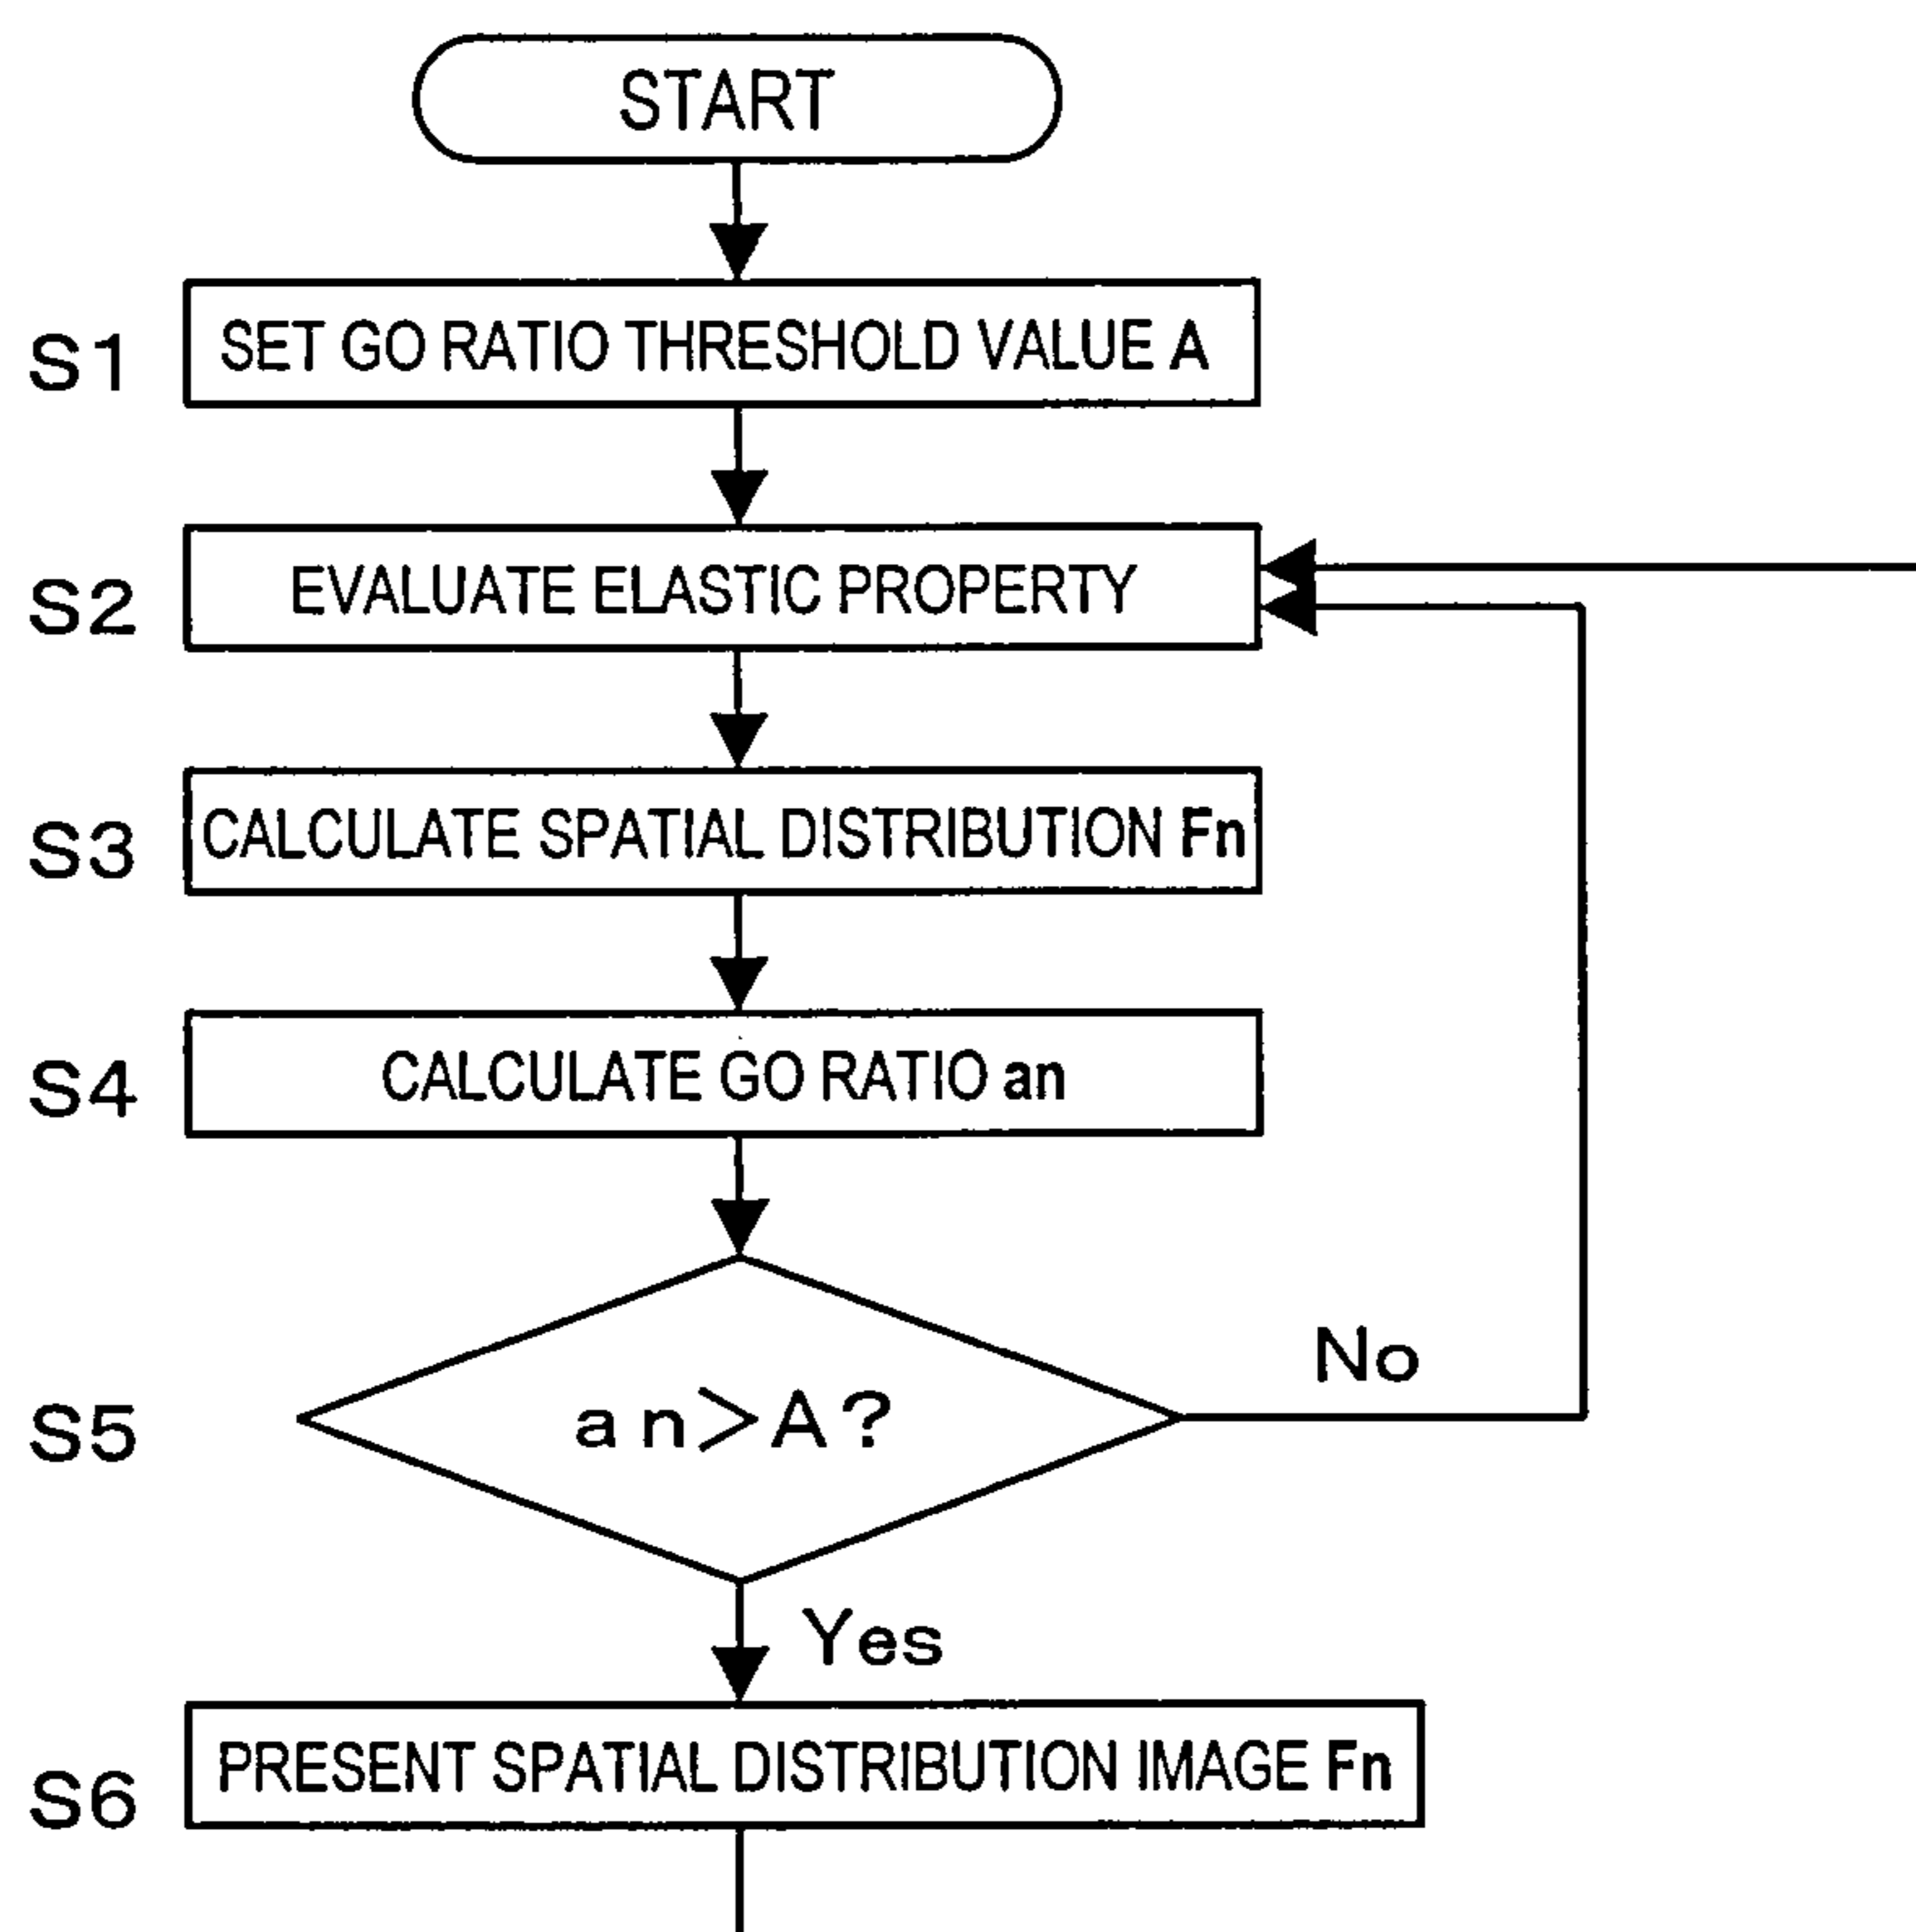 START
S1 SET GO RATIO THRESHOLD VALUE A
S2 EVALUATE ELASTIC PROPERTY
S3 CALCULATE SPATIAL DISTRIBUTION Fn
S4 CALCULATE GO RATIO an
S5 an>A?
No
Yes
S6 PRESENT SPATIAL DISTRIBUTION IMAGE Fn